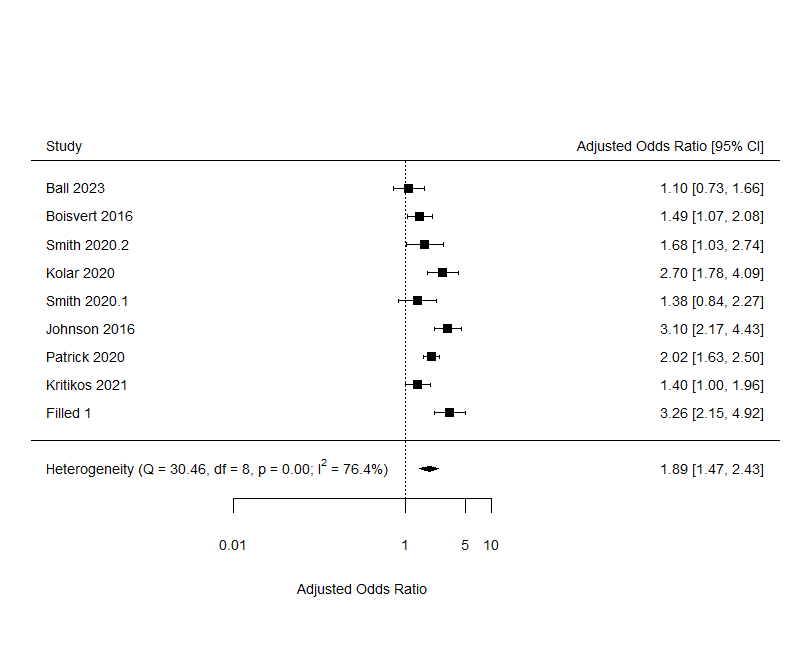 Study Adjusted Odds Ratio [95% CI]
Ball 2023 1.10 [0.73, 1.66]
Boisvert 2016 1.49 [1.07, 2.08]
Smith 2020.2 1.68 [1.03, 2.74]
Kolar 2020 2.70 [1.78, 4.09]
Smith 2020.1 1.38 [0.84, 2.27]
Johnson 2016 3.10 [2.17, 4.43]
Patrick 2020 2.02 [1.63, 2.50]
Kritikos 2021 1.40 [1.00, 1.96]
Filled 1 3.26 [2.15, 4.92]
Heterogeneity (Q = 30.46, df = 8, p = 0.00; I² = 76.4%) 1.89 [1.47, 2.43]
0.01 1 5 10
Adjusted Odds Ratio